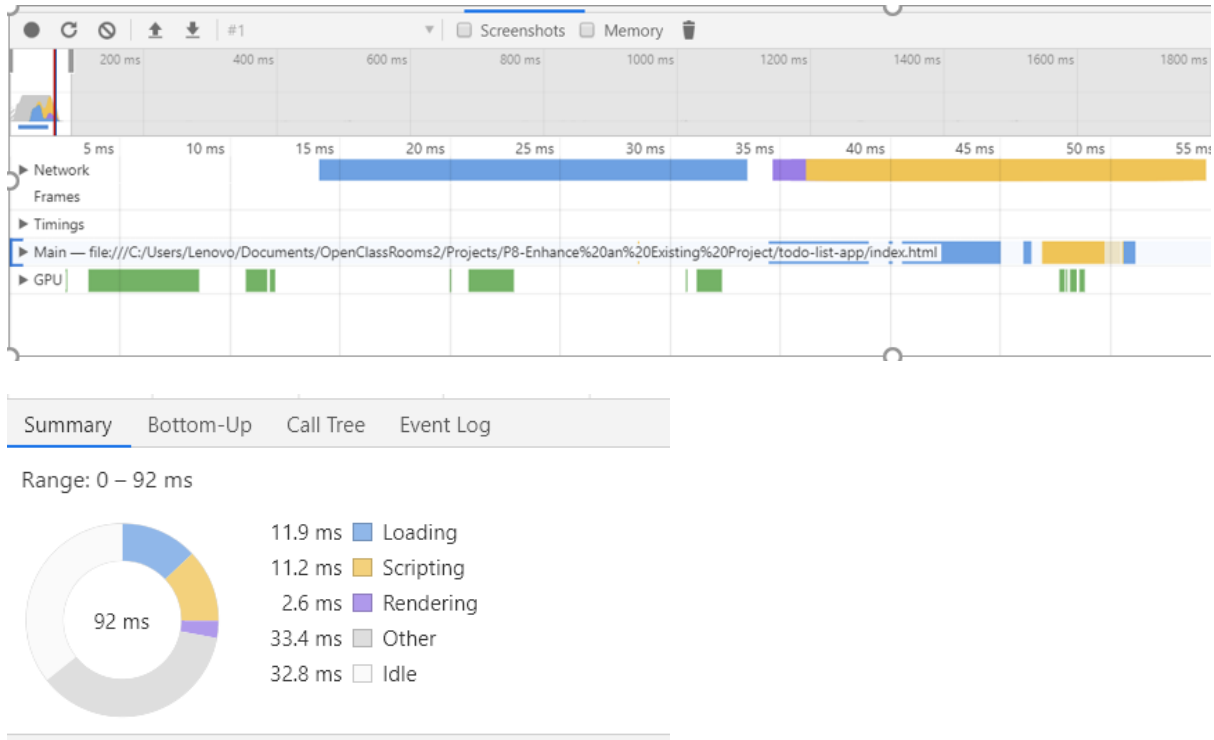 #1 ▼ Screenshots Memory
200 ms 400 ms 600 ms 800 ms 1000 ms 1200 ms 1400 ms 1600 ms 1800 ms
5 ms 10 ms 15 ms 20 ms 25 ms 30 ms 35 ms 40 ms 45 ms 50 ms 55 ms
Network
Frames
Timings
Main — file:///C:/Users/Lenovo/Documents/OpenClassRooms2/Projects/P8-Enhance%20an%20Existing%20Project/todo-list-app/index.html
GPU
Summary Bottom-Up Call Tree Event Log
Range: 0 – 92 ms
11.9 ms Loading
11.2 ms Scripting
92 ms
2.6 ms Rendering
33.4 ms Other
32.8 ms Idle